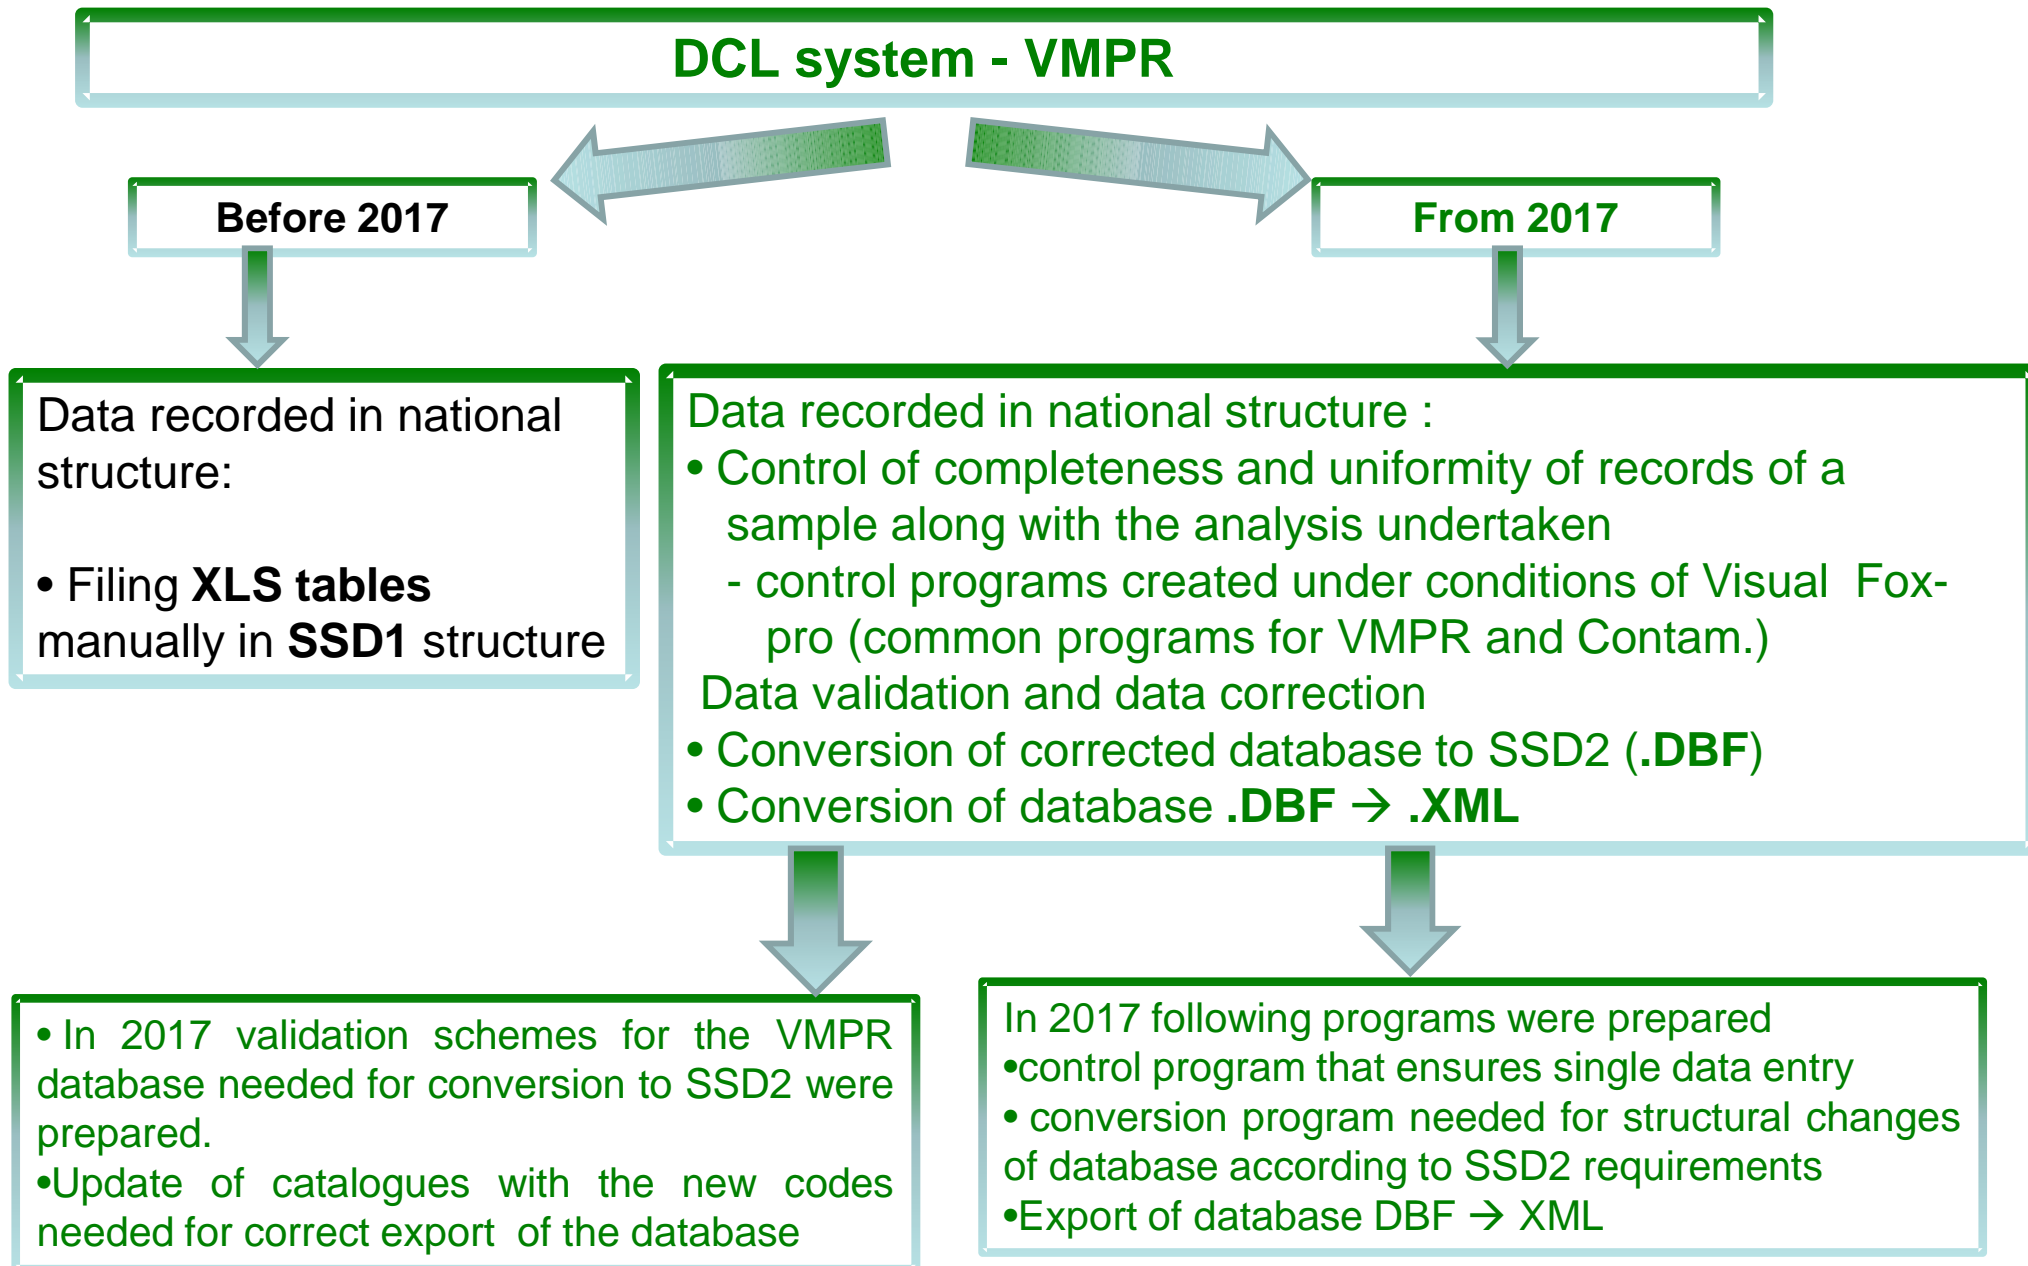 DCL system - VMPR
Before 2017
From 2017
Data recorded in national
structure:
• Filing XLS tables
manually in SSD1 structure
Data recorded in national structure :
• Control of completeness and uniformity of records of a
sample along with the analysis undertaken
- control programs created under conditions of Visual Fox-
pro (common programs for VMPR and Contam.)
Data validation and data correction
• Conversion of corrected database to SSD2 (.DBF)
• Conversion of database .DBF → .XML
• In 2017 validation schemes for the VMPR
database needed for conversion to SSD2 were
prepared.
•Update of catalogues with the new codes
needed for correct export of the database
In 2017 following programs were prepared
•control program that ensures single data entry
• conversion program needed for structural changes
of database according to SSD2 requirements
•Export of database DBF → XML